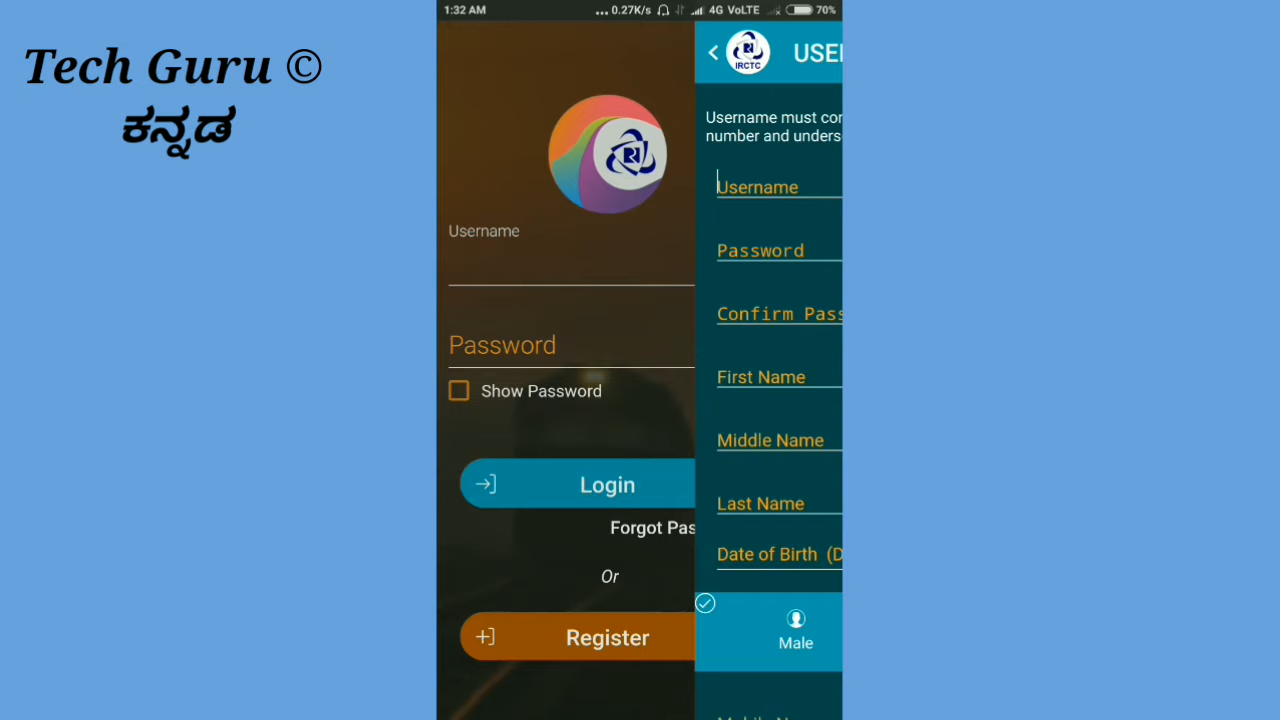 1:32 AM
... 0.27K/s 4G VoLTE 70%
Tech Guru ©
ಕನ್ನಡ
Username
Password
Show Password
Login
Forgot Pas
Or
Register
IRCTC
USE
Username must con
number and unders
Username
Password
Confirm Pass
First Name
Middle Name
Last Name
Date of Birth (D
Male